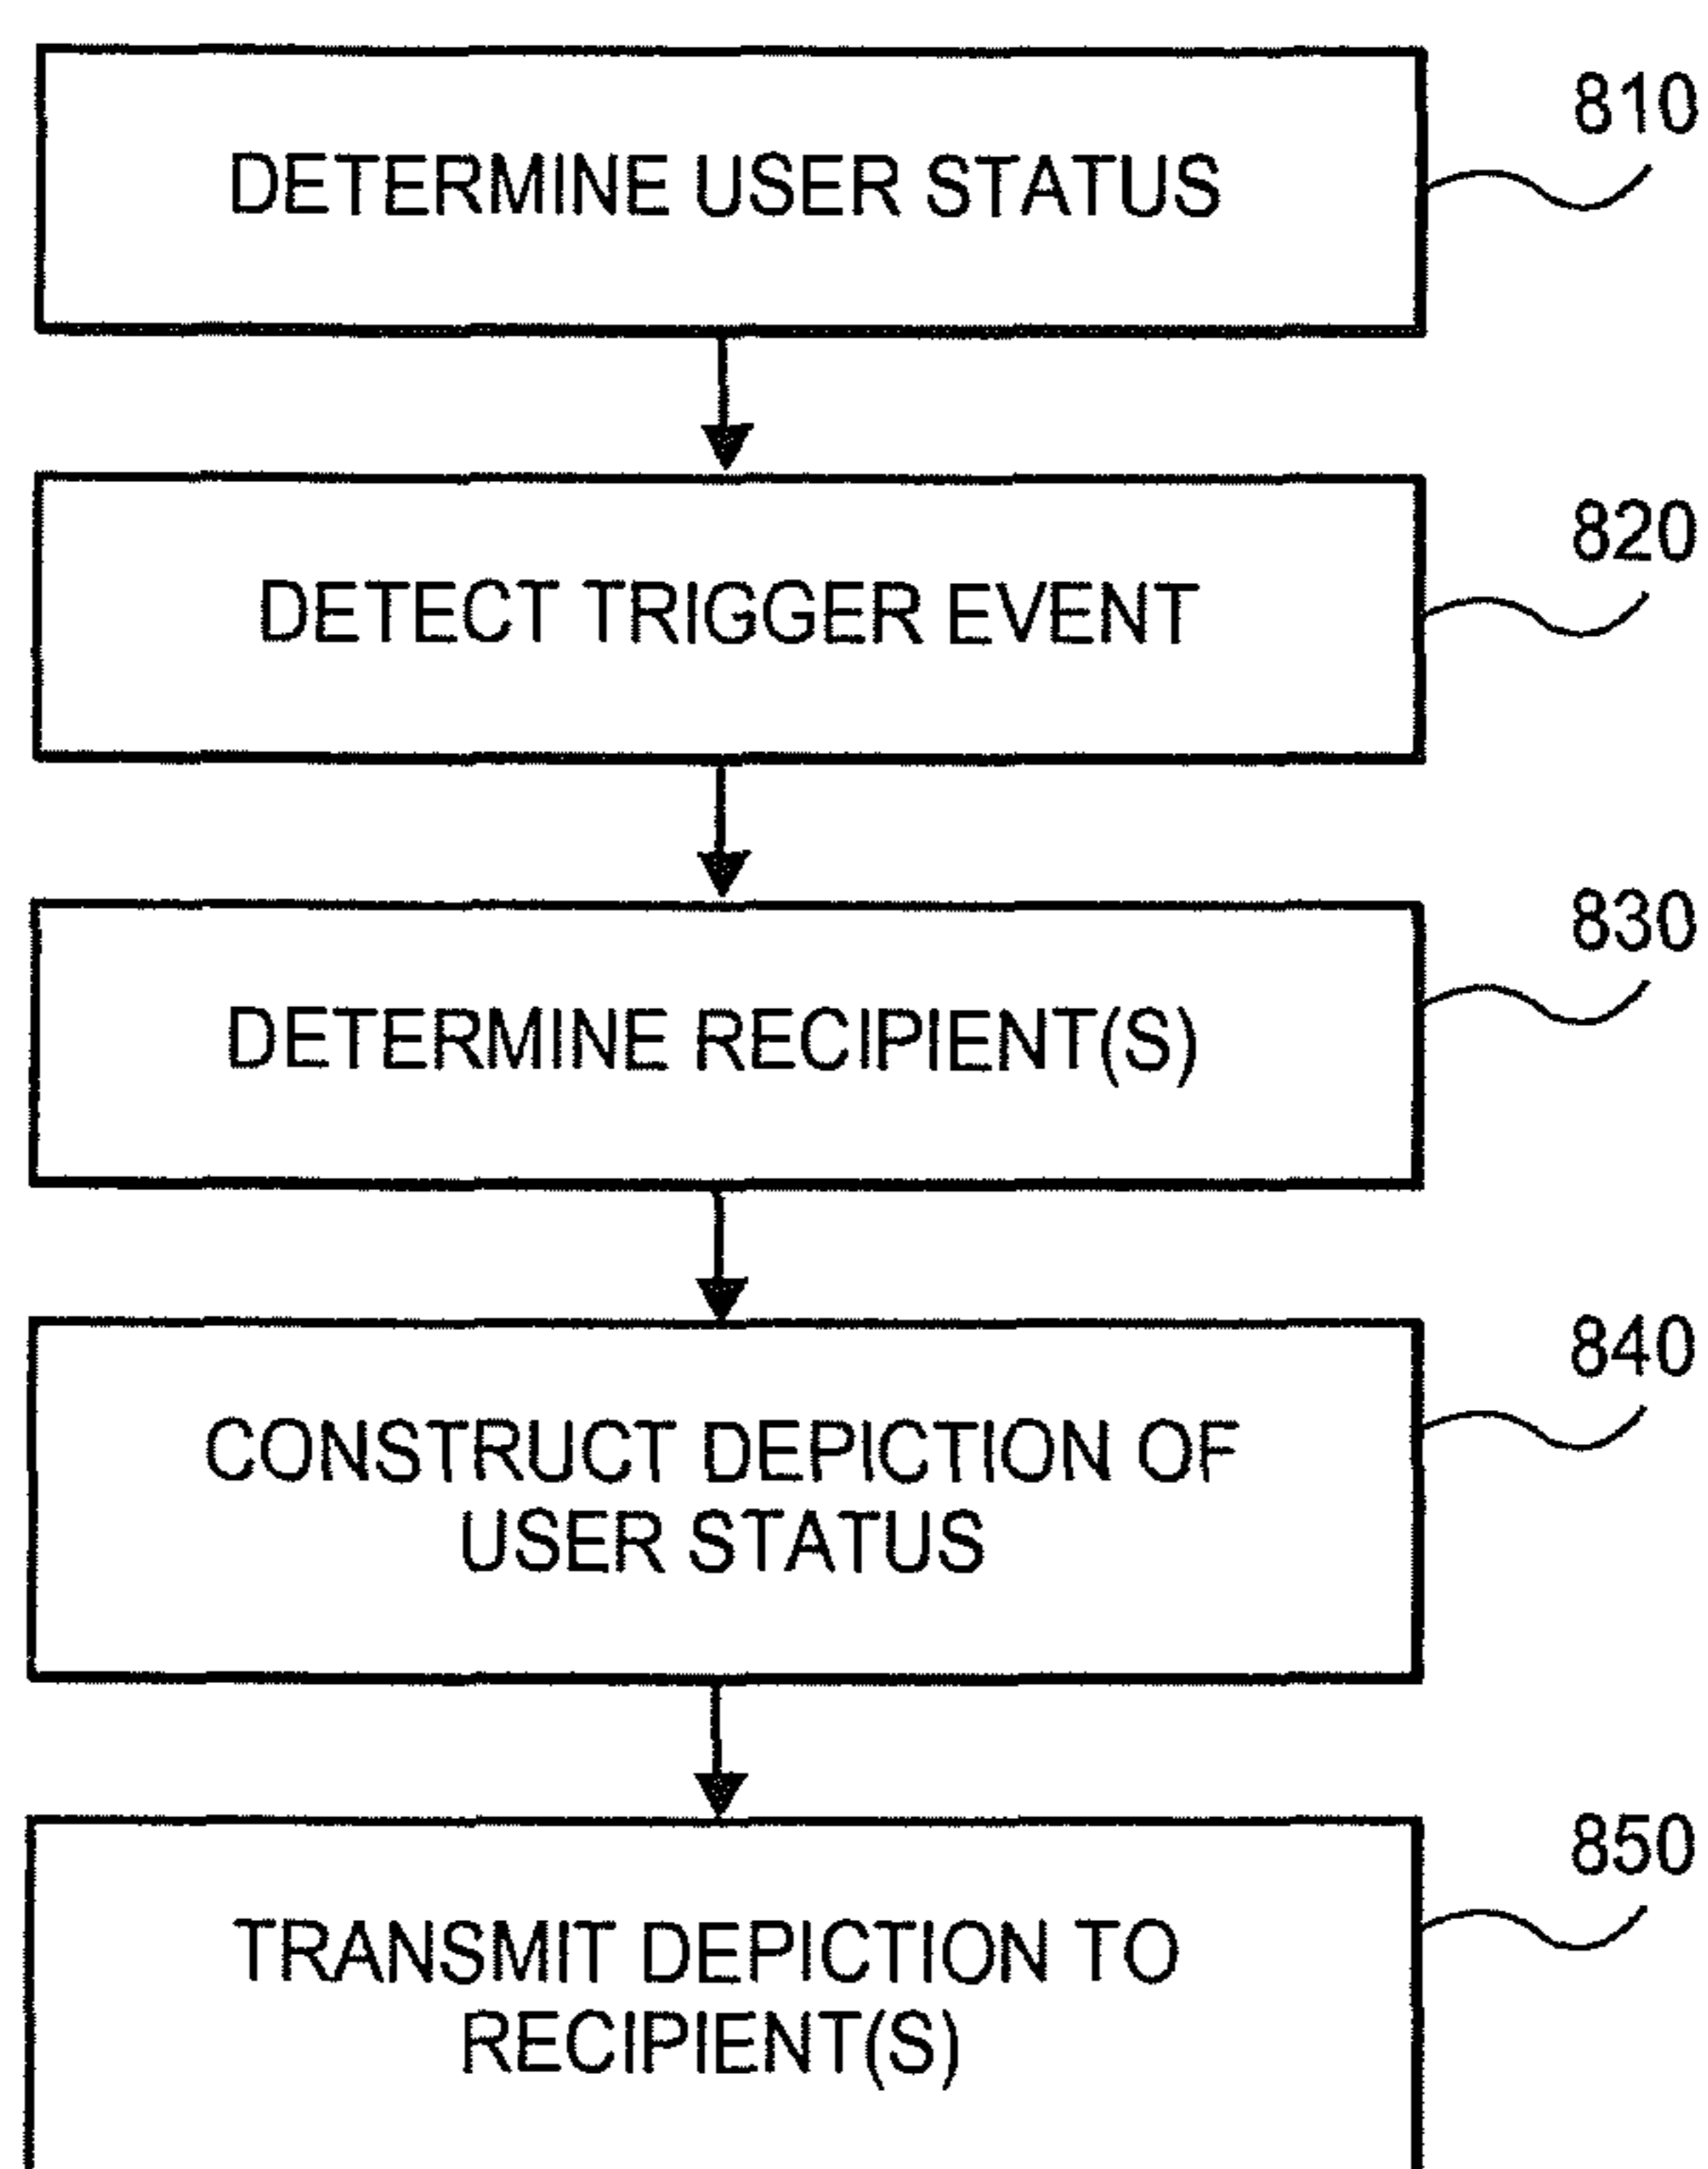 DETERMINE USER STATUS
810
DETECT TRIGGER EVENT
820
DETERMINE RECIPIENT(S)
830
CONSTRUCT DEPICTION OF
USER STATUS
840
TRANSMIT DEPICTION TO
RECIPIENT(S)
850